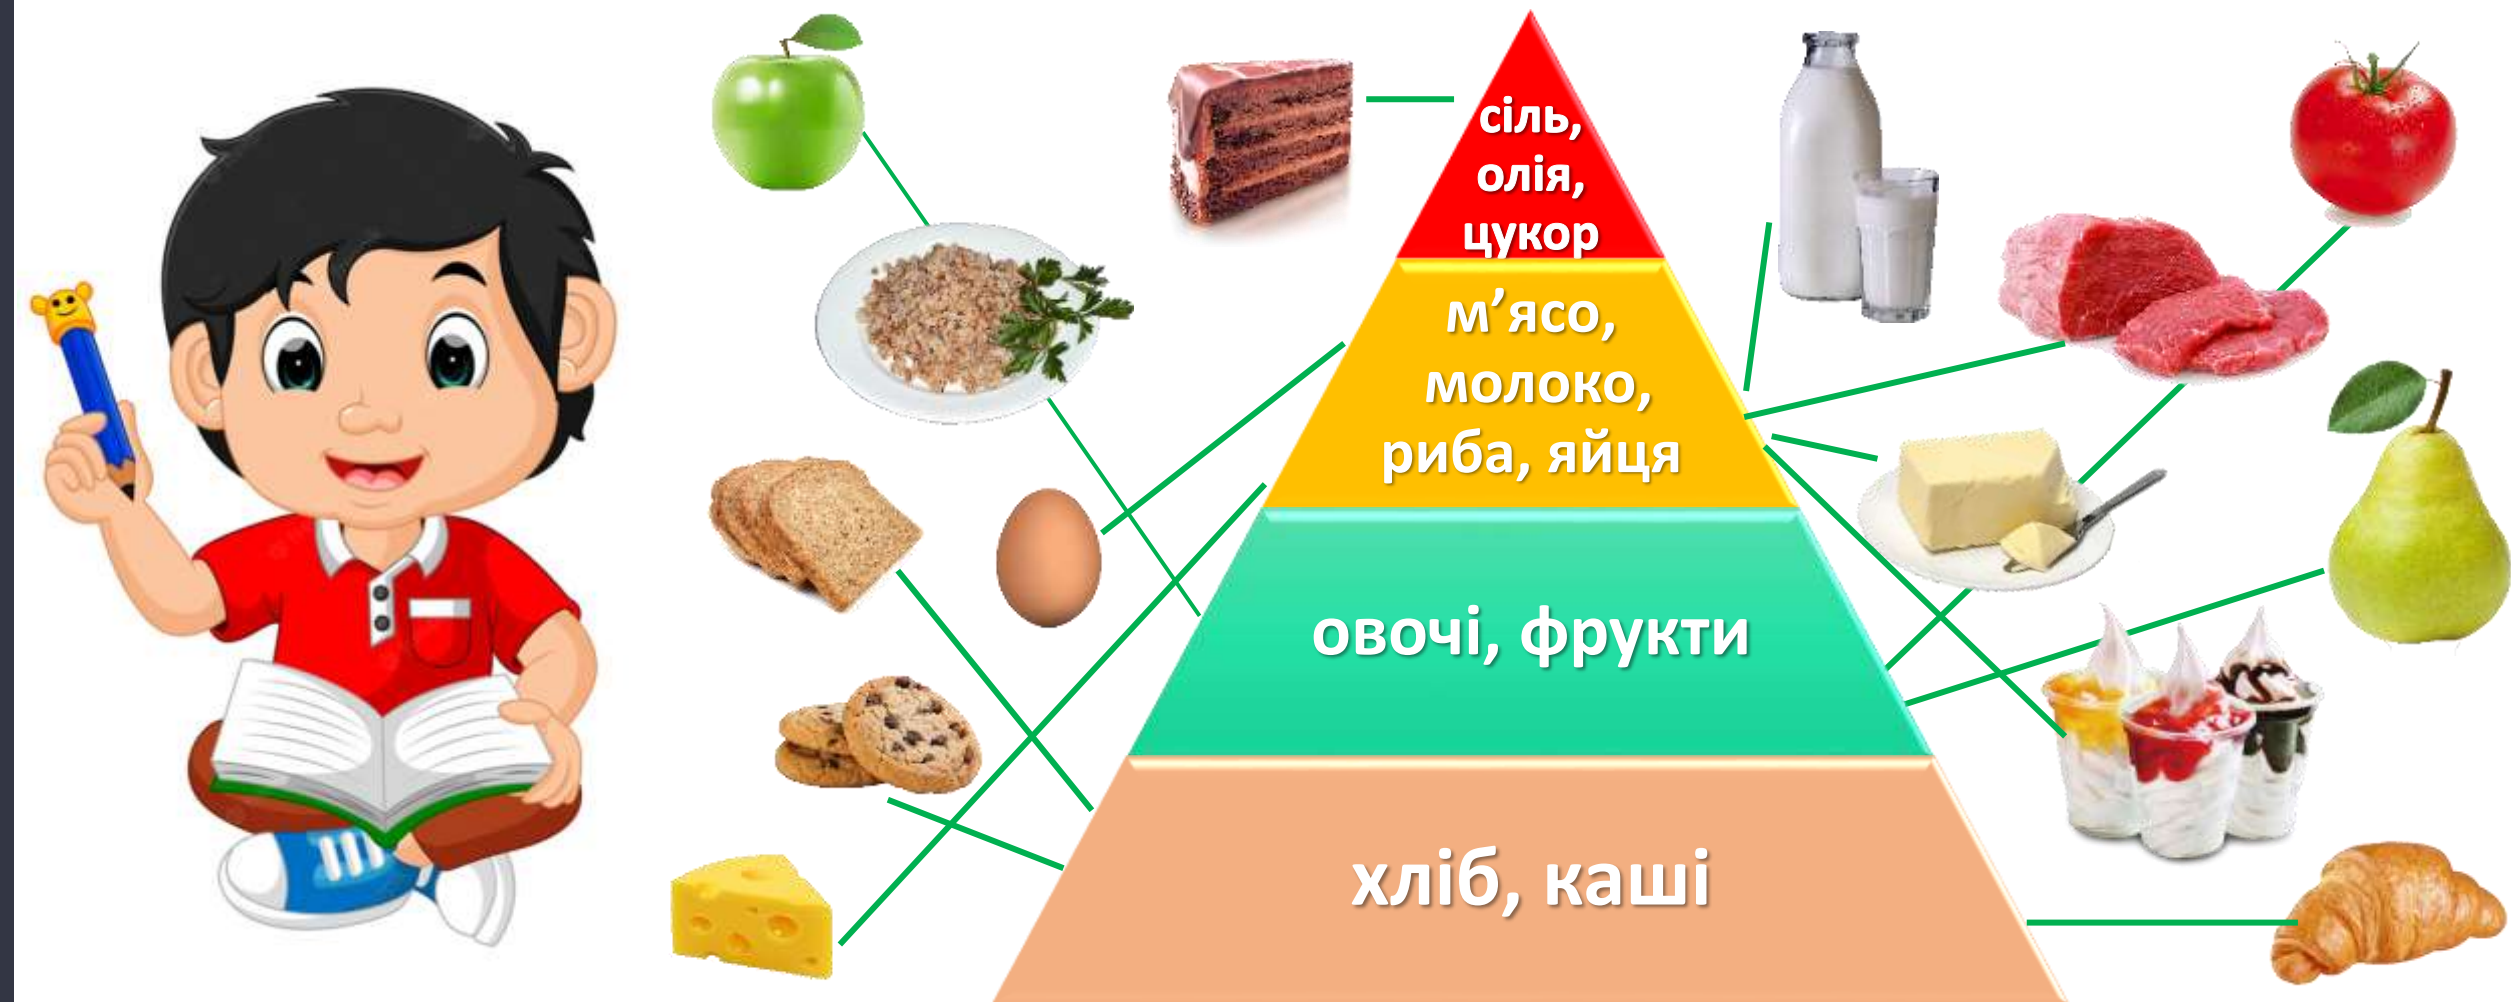 сіль,
олія,
цукор
м’ясо,
молоко,
риба, яйця
овочі, фрукти
хліб, каші